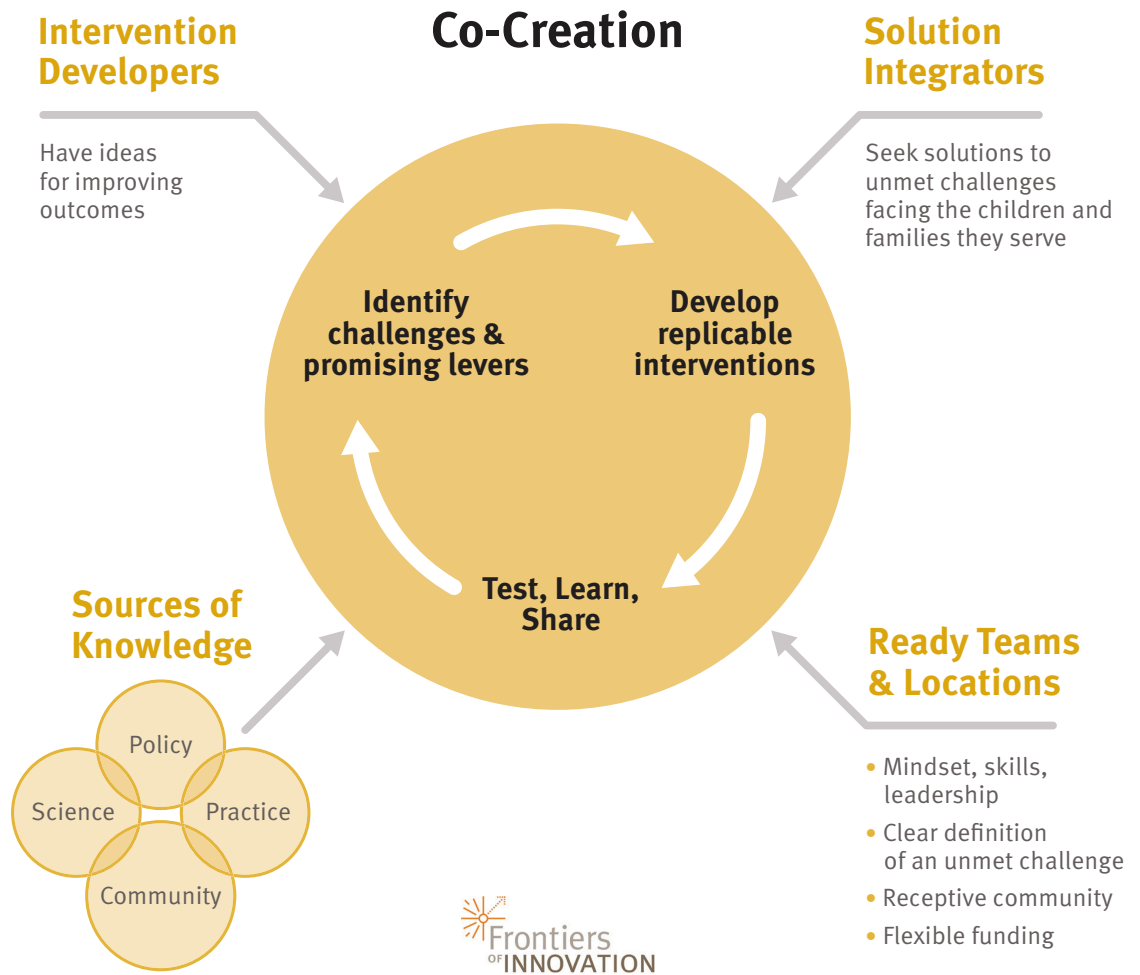 Co-Creation
Intervention
Developers
Have ideas
for improving
outcomes
Solution
Integrators
Seek solutions to
unmet challenges
facing the children and
families they serve
Identify
challenges &
promising levers
Develop
replicable
interventions
Test, Learn,
Share
Sources of
Knowledge
Policy
Science
Practice
Community
Ready Teams
& Locations
• Mindset, skills,
leadership
• Clear definition
of an unmet challenge
• Receptive community
• Flexible funding
Frontiers
OF INNOVATION